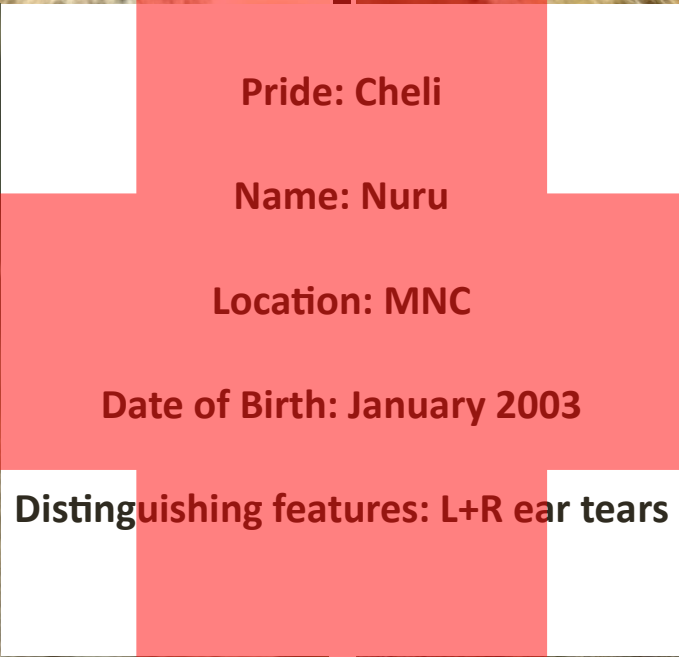 Pride: Cheli
Name: Nuru
Location: MNC
Date of Birth: January 2003
Distinguishing features: L+R ear tears